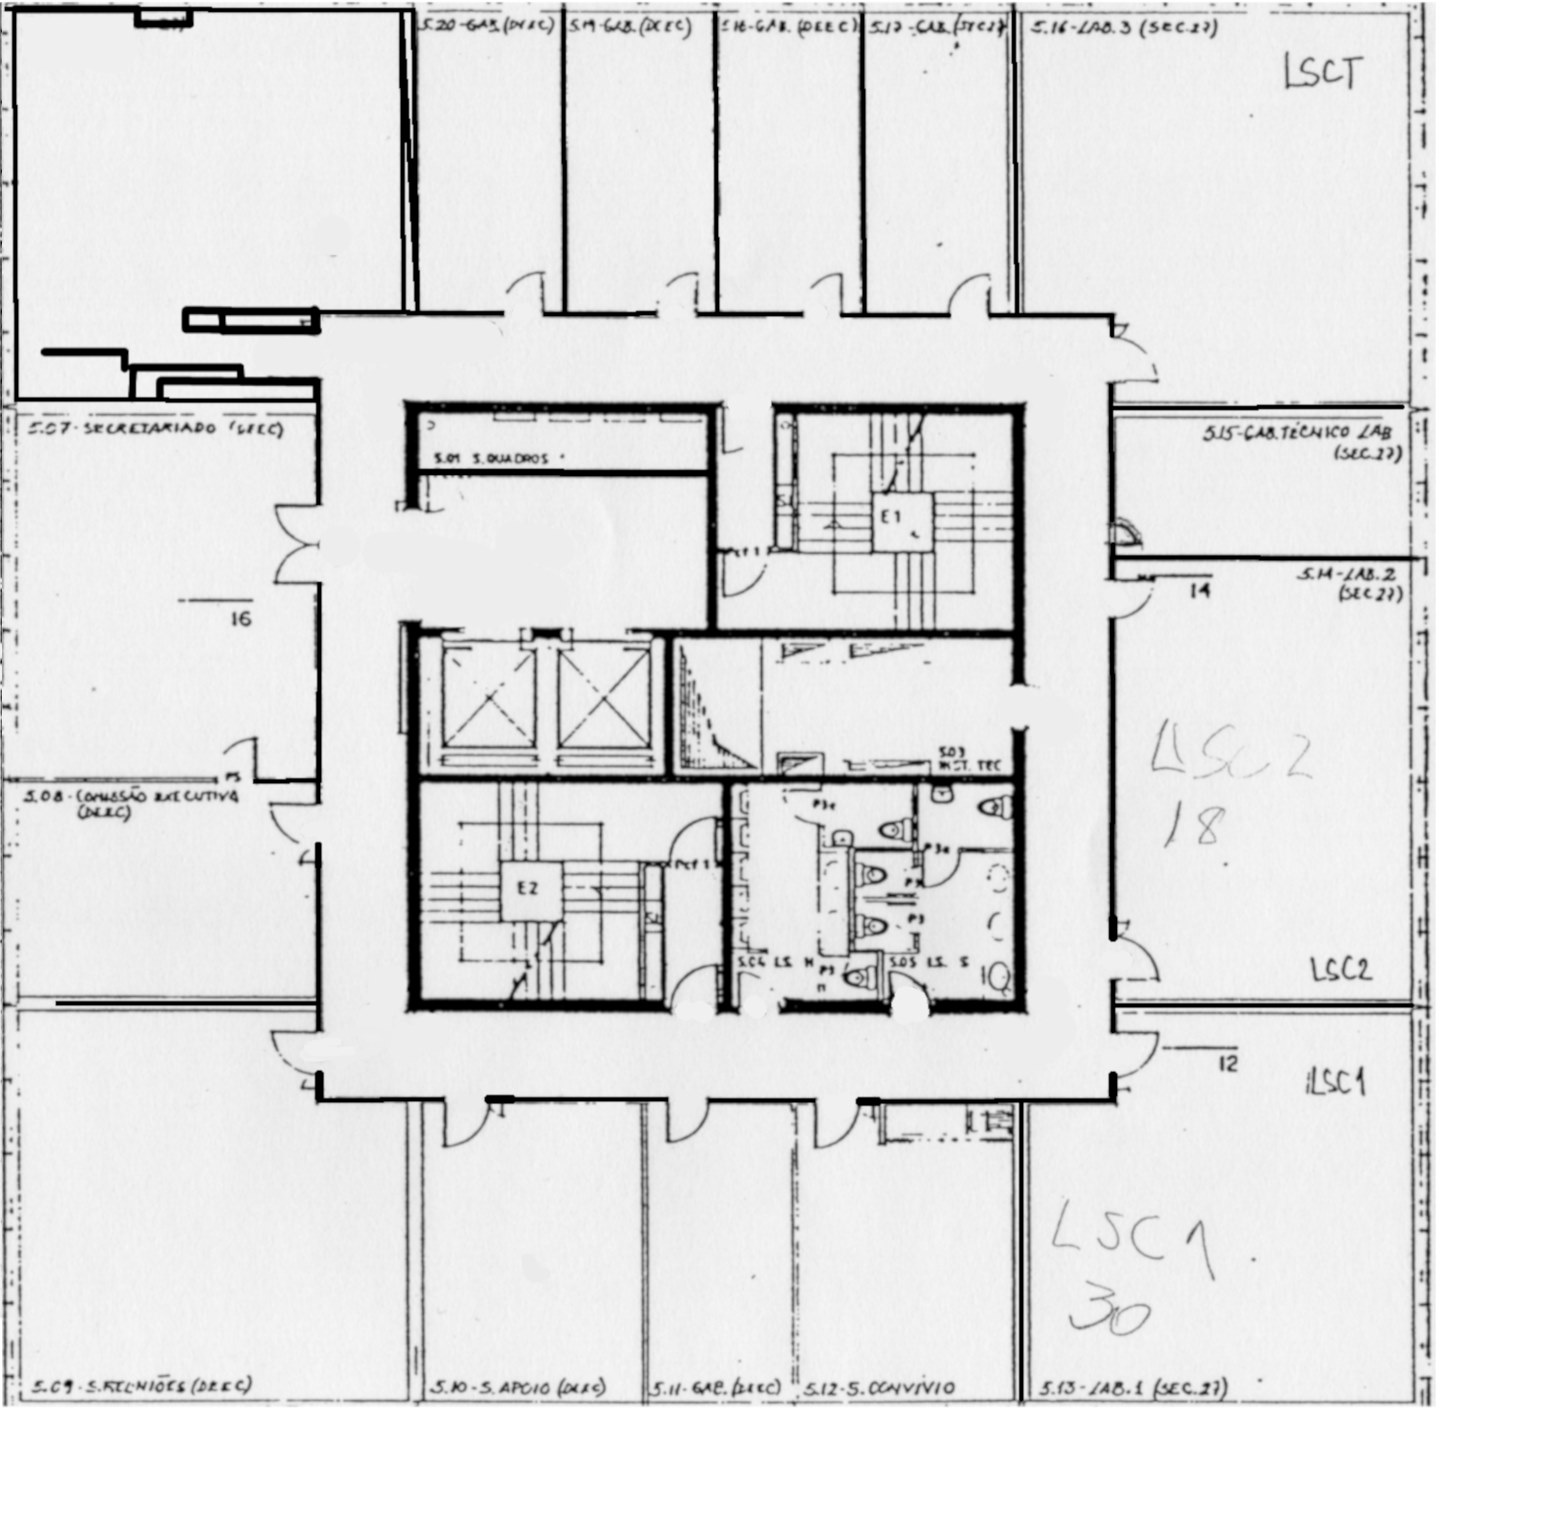 5.20-GAB.(DEEC)
5.19-GAB.(DEEC)
5.18-GAB.(DEEC)
5.17-GAB.(SEC.27)
5.16-LAB.3 (SEC.27)
LSCT
5.07-SECRETARIADO (DEEC)
5.01 S.QUADROS
E1
5.15-GAB.TÉCNICO LAB
(SEC.27)
PCF1
5.14-LAB.2
(SEC.27)
14
16
LSC2
18
5.03
INST. TEC
P5
5.08-COMISSÃO EXECUTIVA
(DEEC)
P3a
P3a
PCF1
E2
P3
P3
5.04 I.S. H
P3
5.05 I.S. S
LSC2
12
LSC1
LSC1
30
5.09-S.REUNIÕES (DEEC)
5.10-S.APOIO (DEEC)
5.11-GAB.(DEEC)
5.12-S.CONVÍVIO
5.13-LAB.1 (SEC.27)